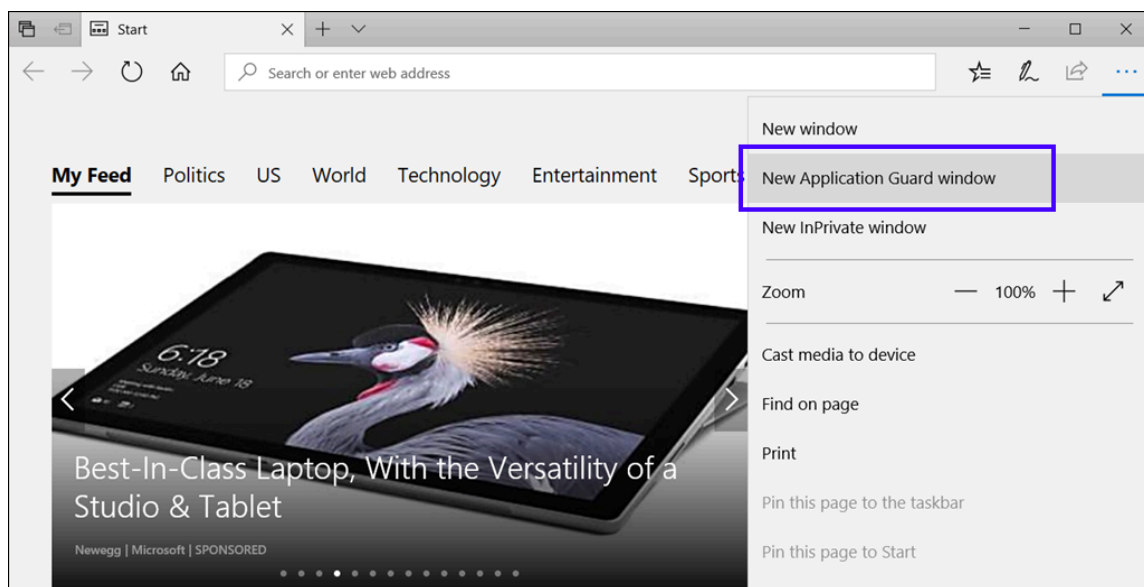 Start
Search or enter web address
New window
My Feed Politics US World Technology Entertainment Sports
New Application Guard window
New InPrivate window
Zoom 100%
Cast media to device
Find on page
Print
Pin this page to the taskbar
Pin this page to Start
6:18
Sunday, June 18
Best-In-Class Laptop, With the Versatility of a
Studio & Tablet
Newegg | Microsoft | SPONSORED